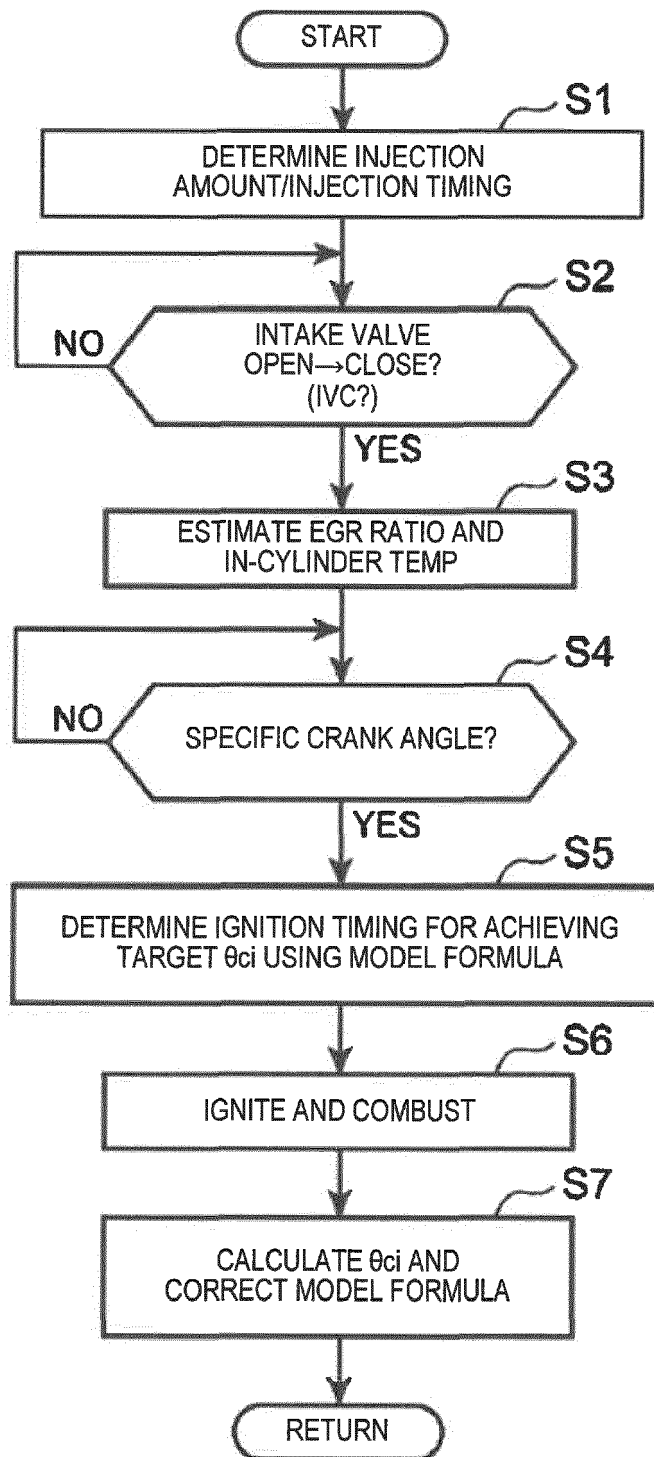 START
S1
DETERMINE INJECTION
AMOUNT/INJECTION TIMING
S2
INTAKE VALVE
OPEN→CLOSE?
(IVC?)
NO
YES
S3
ESTIMATE EGR RATIO AND
IN-CYLINDER TEMP
S4
SPECIFIC CRANK ANGLE?
NO
YES
S5
DETERMINE IGNITION TIMING FOR ACHIEVING
TARGET θci USING MODEL FORMULA
S6
IGNITE AND COMBUST
S7
CALCULATE θci AND
CORRECT MODEL FORMULA
RETURN